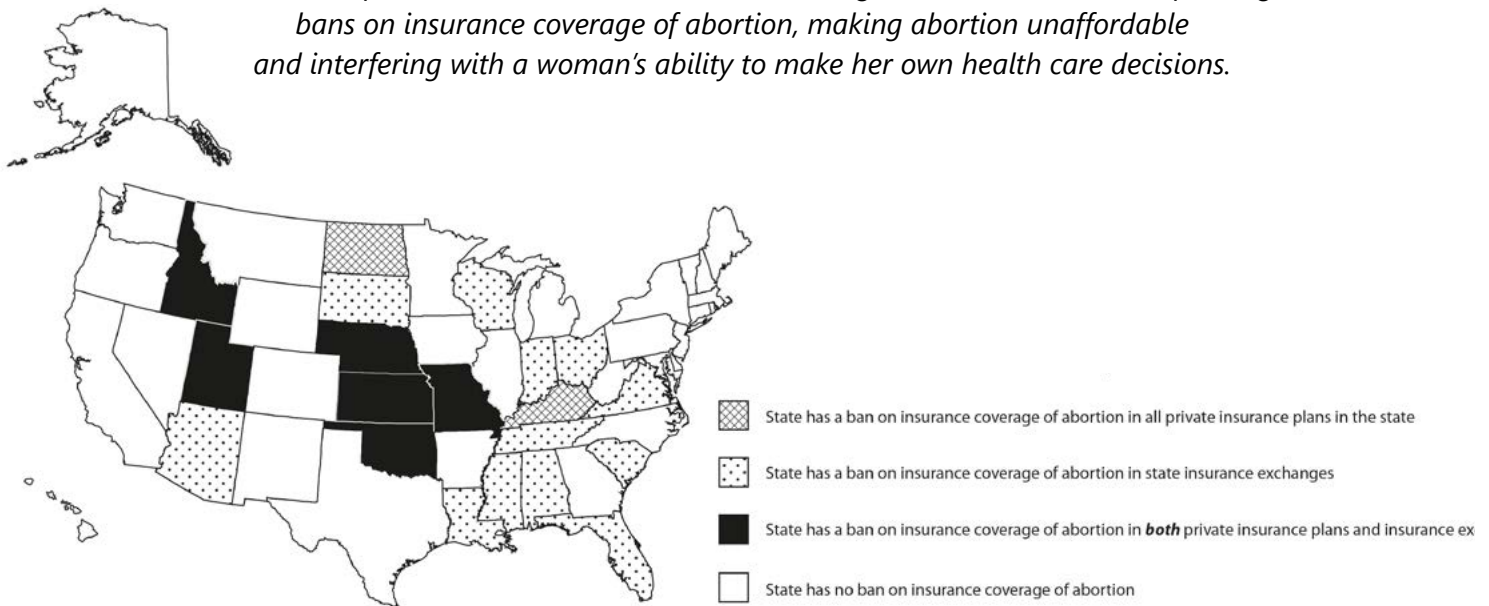 bans on insurance coverage of abortion, making abortion unaffordable
and interfering with a woman’s ability to make her own health care decisions.
State has a ban on insurance coverage of abortion in all private insurance plans in the state
State has a ban on insurance coverage of abortion in state insurance exchanges
State has a ban on insurance coverage of abortion in both private insurance plans and insurance ex
State has no ban on insurance coverage of abortion